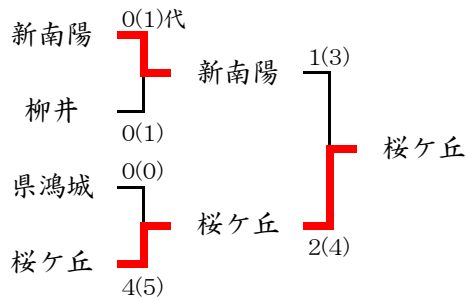 0(1)代
新南陽
1(3)
新南陽
柳井
0(1)
桜ケ丘
0(0)
県鴻城
桜ケ丘
2(4)
桜ケ丘
4(5)